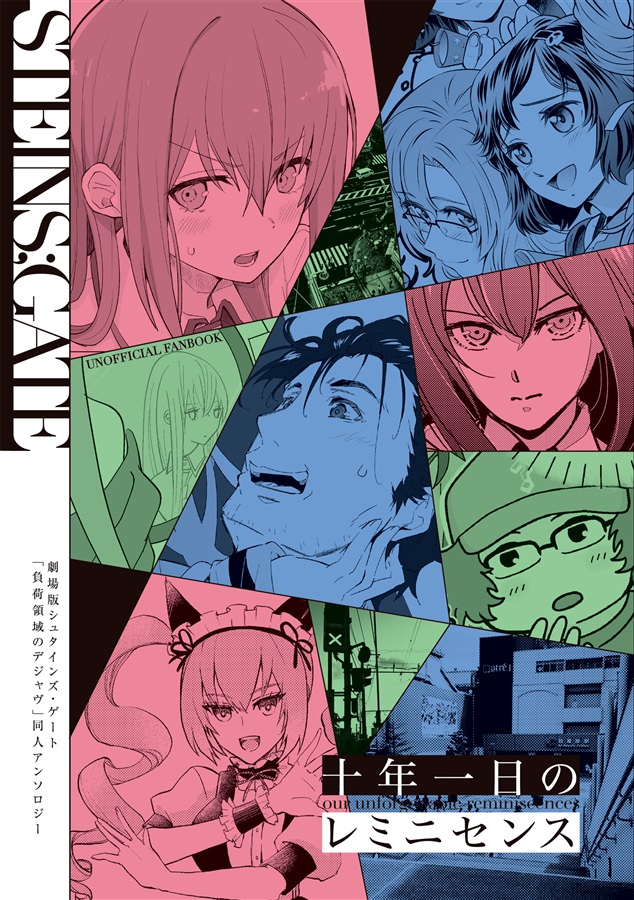 STEINS;GATE
UNOFFICIAL FANBOOK
劇場版シュタインズ・ゲート
「負荷領域のデジャヴ」同人アンソロジー
atré 1
十年一日の
our unforgettable reminiscences
レミニセンス